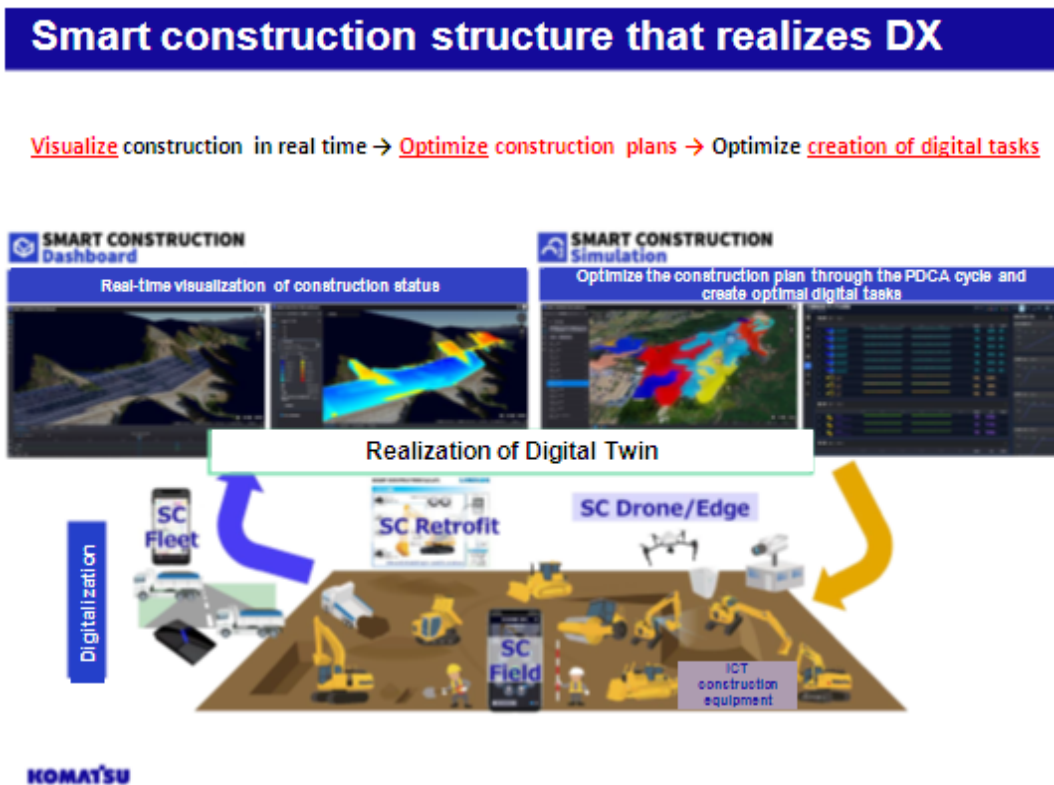 Smart construction structure that realizes DX
Visualize construction in real time → Optimize construction plans → Optimize creation of digital tasks
SMART CONSTRUCTION
Dashboard
SMART CONSTRUCTION
Simulation
Real-time visualization of construction status
Optimize the construction plan through the PDCA cycle and
create optimal digital tasks
Realization of Digital Twin
SC
Fleet
SC Retrofit
SC Drone/Edge
Digitalization
SC
Field
ICT
construction
equipment
KOMATSU